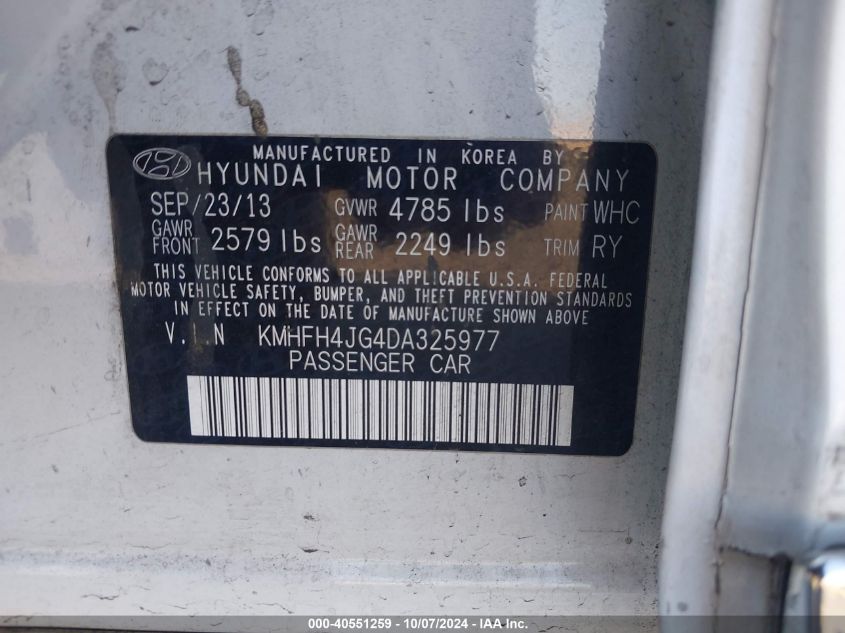 MANUFACTURED IN KOREA BY
HYUNDAI MOTOR COMPANY
SEP/23/13 GVWR 4785 lbs PAINT WHC
GAWR FRONT 2579 lbs GAWR REAR 2249 lbs TRIM RY
THIS VEHICLE CONFORMS TO ALL APPLICABLE U.S.A. FEDERAL
MOTOR VEHICLE SAFETY, BUMPER, AND THEFT PREVENTION STANDARDS
IN EFFECT ON THE DATE OF MANUFACTURE SHOWN ABOVE
V.I.N KMHFH4JG4DA325977
PASSENGER CAR
000-40551259 - 10/07/2024 - IAA Inc.